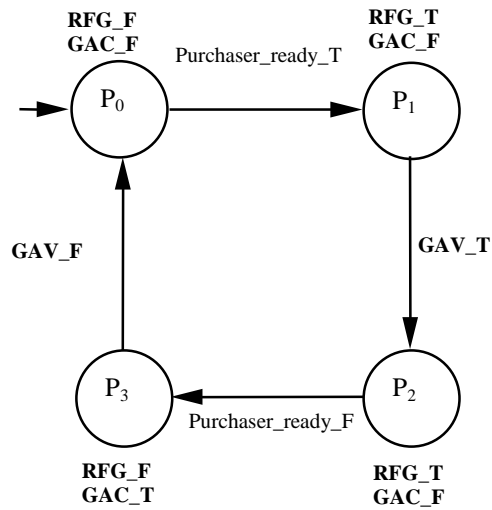 RFG_F
GAC_F
Purchaser_ready_T
RFG_T
GAC_F
P0
P1
GAV_F
GAV_T
P3
P2
Purchaser_ready_F
RFG_F
GAC_T
RFG_T
GAC_F